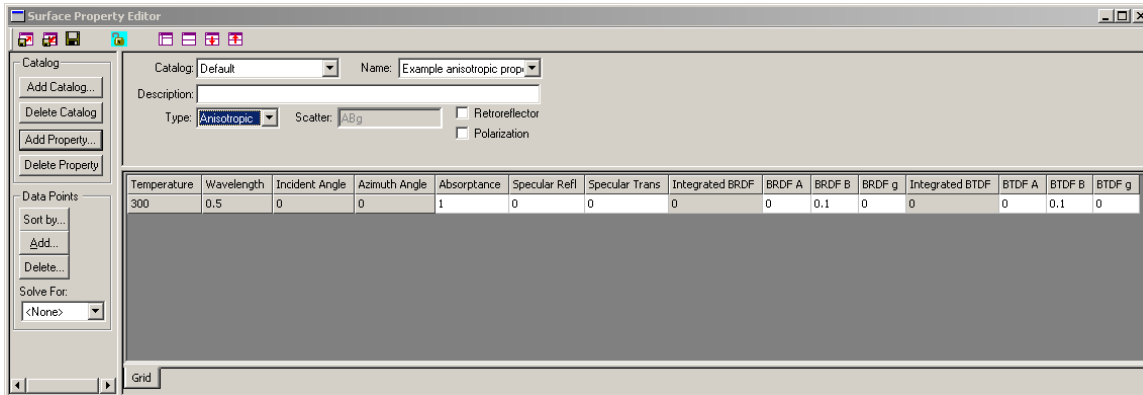 Surface Property Editor
Catalog
Add Catalog...
Delete Catalog
Add Property...
Delete Property
Data Points
Sort by...
Add...
Delete...
Solve For:
<None>
Catalog: Default Name: Example anisotropic prop
Description:
Type: Anisotropic Scatter: ABg Retroreflector
Polarization
Temperature Wavelength Incident Angle Azimuth Angle Absorptance Specular Refl Specular Trans Integrated BRDF BRDF A BRDF B BRDF g Integrated BTDF BTDF A BTDF B BTDF g
300 0.5 0 0 1 0 0 0 0 0.1 0 0 0 0.1 0
Grid